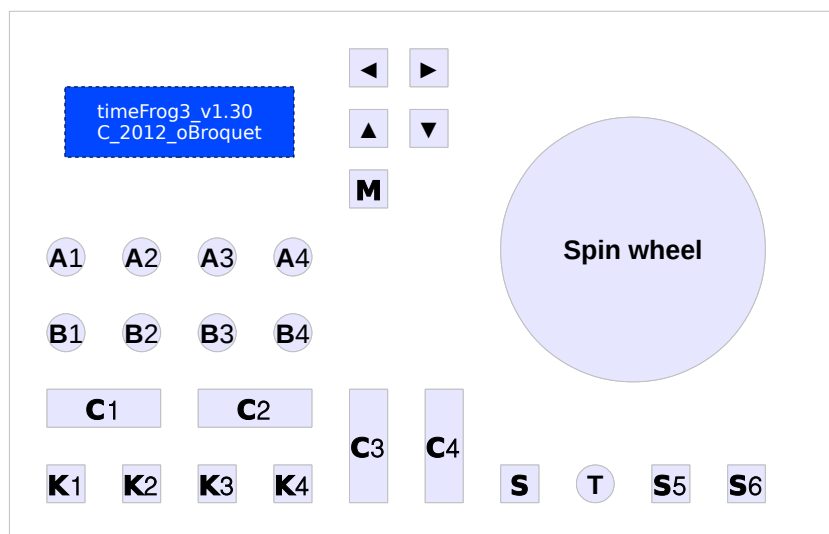 ◄ ►
timeFrog3_v1.30
C_2012_oBroquet
▲ ▼
M
Spin wheel
A1 A2 A3 A4
B1 B2 B3 B4
C1 C2 C3 C4
K1 K2 K3 K4 S T S5 S6